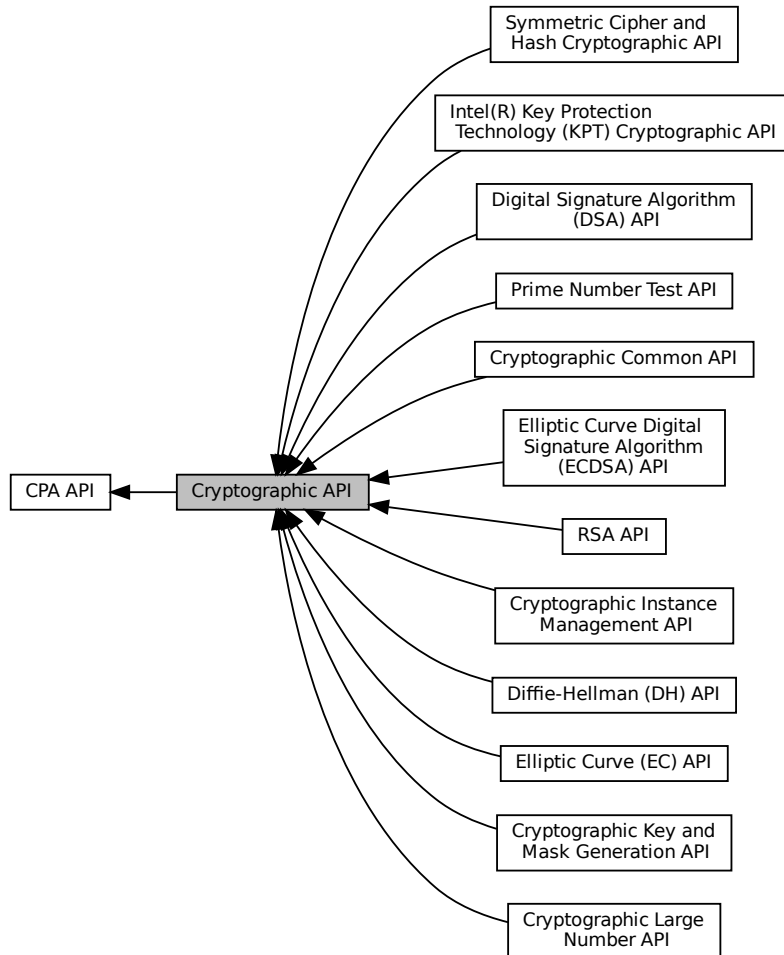 Symmetric Cipher and
Hash Cryptographic API
Intel(R) Key Protection
Technology (KPT) Cryptographic API
Digital Signature Algorithm
(DSA) API
Prime Number Test API
Cryptographic Common API
Elliptic Curve Digital
Signature Algorithm
(ECDSA) API
CPA API
Cryptographic API
RSA API
Cryptographic Instance
Management API
Diffie-Hellman (DH) API
Elliptic Curve (EC) API
Cryptographic Key and
Mask Generation API
Cryptographic Large
Number API